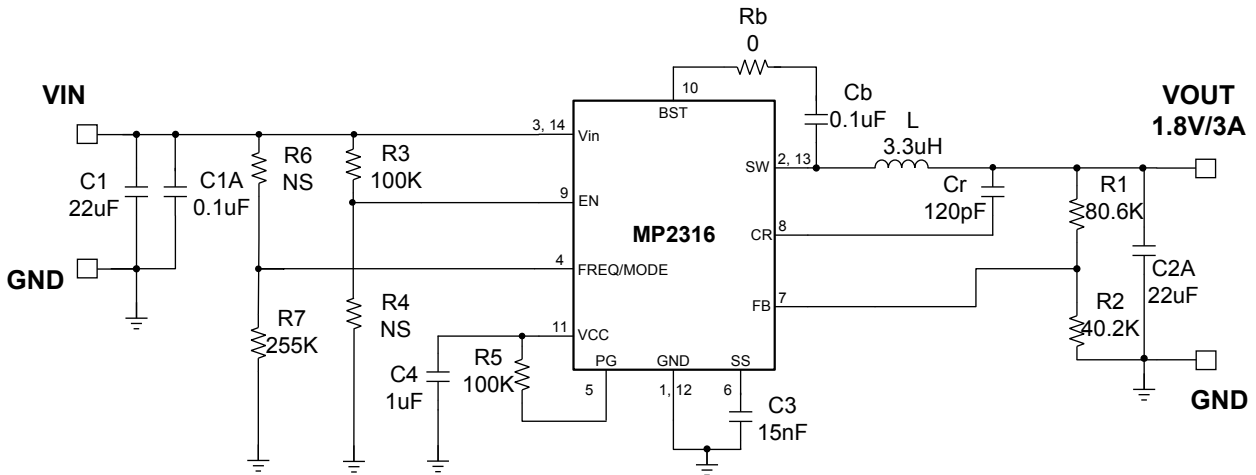 Rb
0
10
BST
Cb
0.1uF
VIN
VOUT
1.8V/3A
L
3.3uH
3, 14
Vin
R6
NS
R3
100K
SW
2, 13
C1
22uF
C1A
0.1uF
Cr
120pF
R1
80.6K
9
EN
MP2316
CR
8
GND
4
FREQ/MODE
C2A
22uF
R4
NS
FB
7
R2
40.2K
R7
255K
11
VCC
C4
1uF
R5
100K
PG
GND
SS
5
1, 12
6
C3
15nF
GND